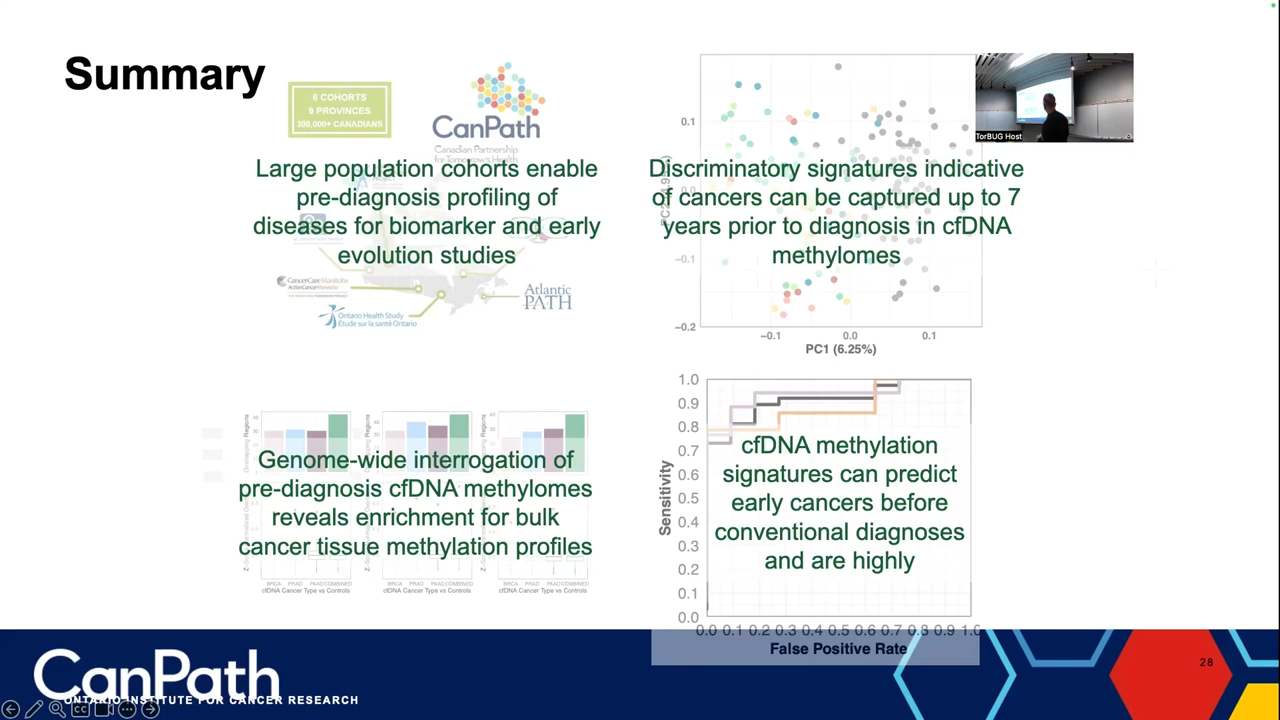 Summary
6 COHORTS
9 PROVINCES
300,000+ CANADIANS
CanPath
Canadian Partnership
for Tomorrow's Health
Large population cohorts enable
pre-diagnosis profiling of
diseases for biomarker and early
evolution studies
CancerCare Manitoba
ActionCancerManitoba
Ontario Health Study
Étude sur la santé Ontario
Atlantic
PATH
TorBUG Host
Discriminatory signatures indicative
of cancers can be captured up to 7
years prior to diagnosis in cfDNA
methylomes
0.1
-0.1
−0.2
−0.1 0.0 0.1
PC1 (6.25%)
Genome-wide interrogation of
pre-diagnosis cfDNA methylomes
reveals enrichment for bulk
cancer tissue methylation profiles
BRCA PRAD PAAD COMBINED
cfDNA Cancer Type vs Controls
BRCA PRAD PAAD COMBINED
cfDNA Cancer Type vs Controls
BRCA PRAD PAAD COMBINED
cfDNA Cancer Type vs Controls
1.0
0.9
0.8
0.7
0.6
0.5
0.4
0.3
0.2
0.1
0.0
Sensitivity
cfDNA methylation
signatures can predict
early cancers before
conventional diagnoses
and are highly
0.0 0.1 0.2 0.3 0.4 0.5 0.6 0.7 0.8 0.9 1.0
False Positive Rate
CanPath
ONTARIO INSTITUTE FOR CANCER RESEARCH
28